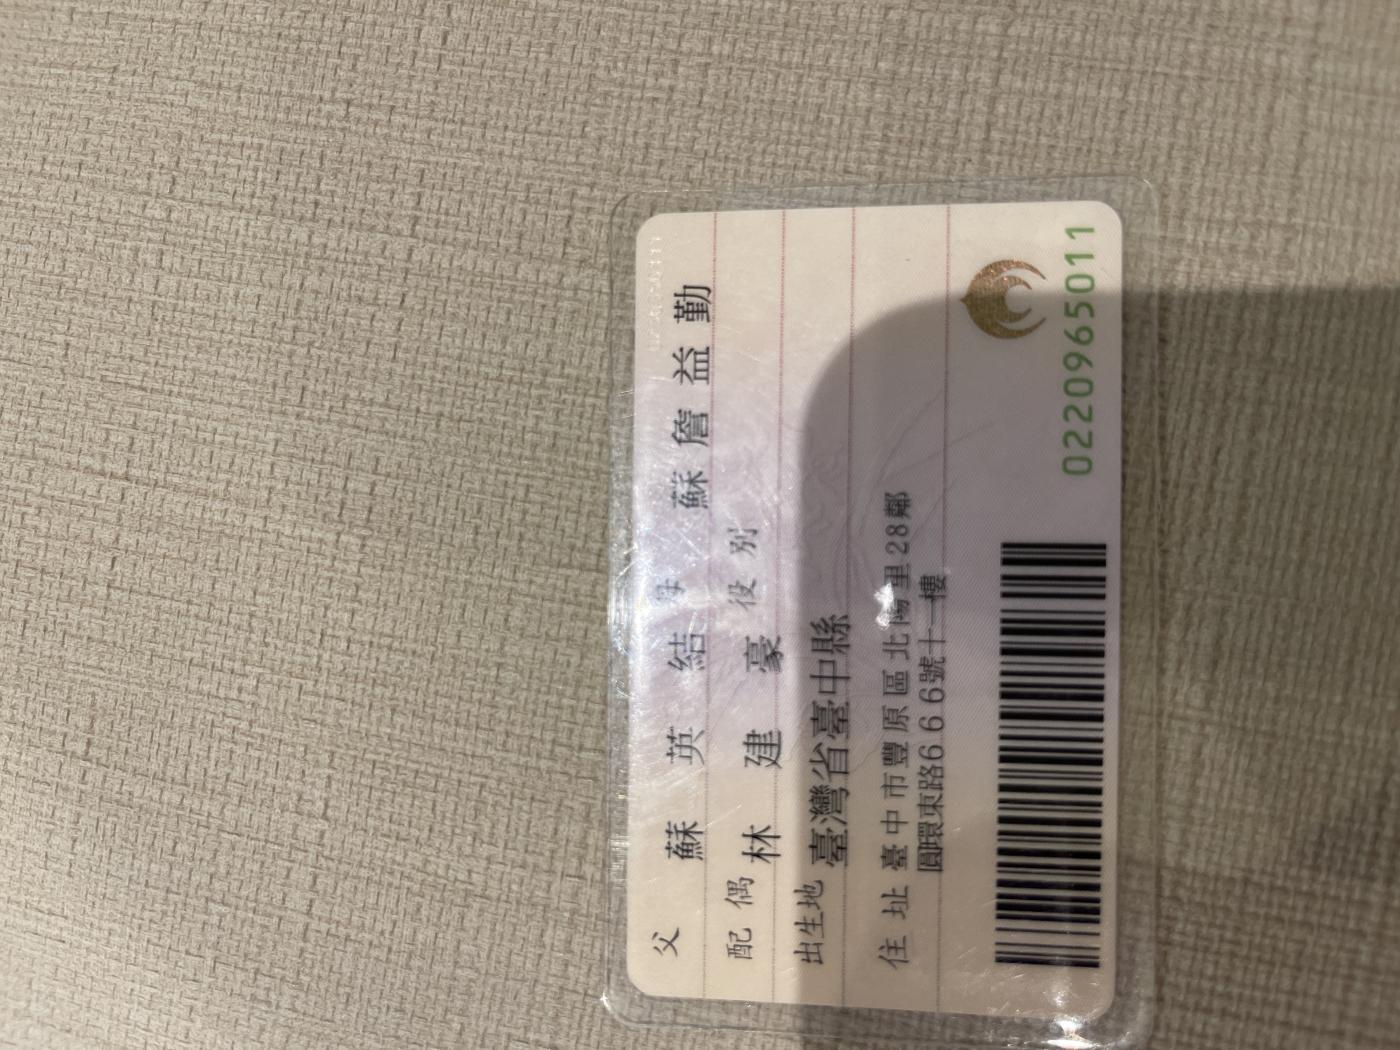 父 蘇英結 母 蘇詹益勤
配偶 林建豪 役別
出生地 臺灣省臺中縣
住址 臺中市豐原區北陽里28鄰
圓環東路666號十一樓
0220965011